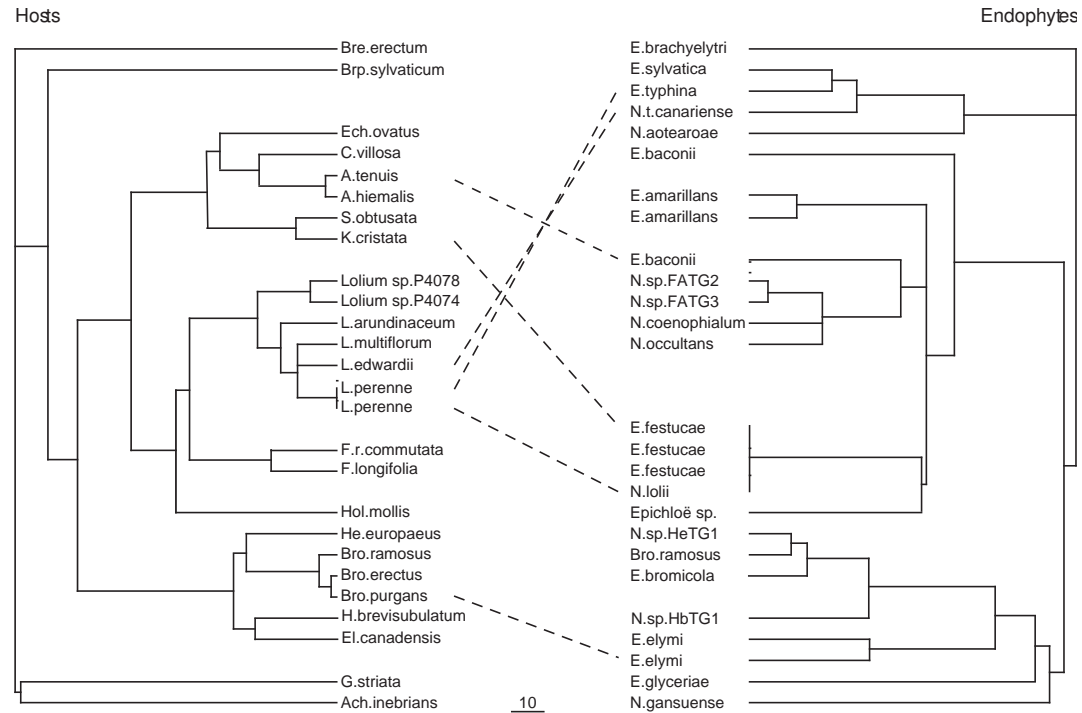 Hosts
Endophytes
Bre.erectum
Brp.sylvaticum
Ech.ovatus
C.villosa
A.tenuis
A.hiemalis
S.obtusata
K.cristata
Lolium sp.P4078
Lolium sp.P4074
L.arundinaceum
L.multiflorum
L.edwardii
L.perenne
L.perenne
F.r.commutata
F.longifolia
Hol.mollis
He.europaeus
Bro.ramosus
Bro.erectus
Bro.purgans
H.brevisubulatum
El.canadensis
G.striata
Ach.inebrians
E.brachyelytri
E.sylvatica
E.typhina
N.t.canariense
N.aotearoae
E.baconii
E.amarillans
E.amarillans
E.baconii
N.sp.FATG2
N.sp.FATG3
N.coenophialum
N.occultans
E.festucae
E.festucae
E.festucae
N.lolii
Epichloë sp.
N.sp.HeTG1
Bro.ramosus
E.bromicola
N.sp.HbTG1
E.elymi
E.elymi
E.glyceriae
N.gansuense
10